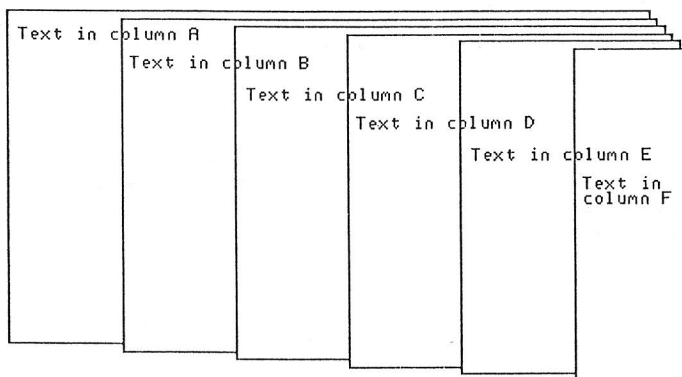 Text in column A
Text in column B
Text in column C
Text in column D
Text in column E
Text in
column F